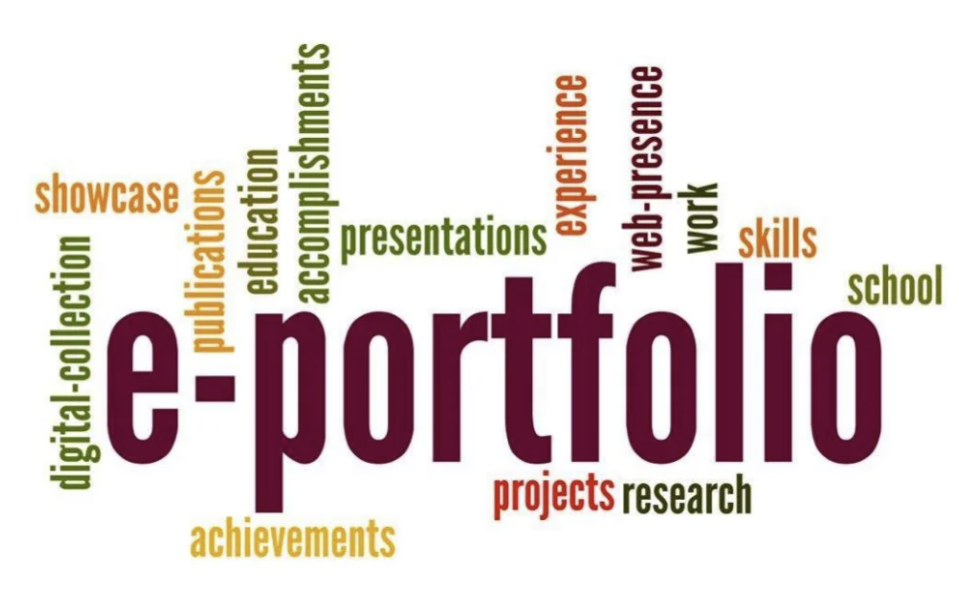 accomplishments
experience
web-presence
education
showcase
publications
work
presentations
skills
digital-collection
school
e-portfolio
projects
research
achievements